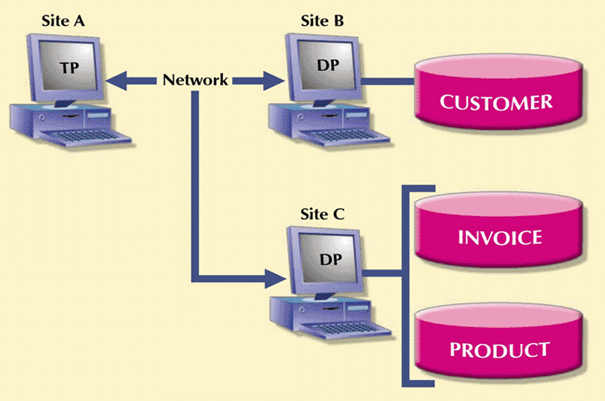 Site A
Site B
TP
Network
DP
CUSTOMER
Site C
DP
INVOICE
PRODUCT